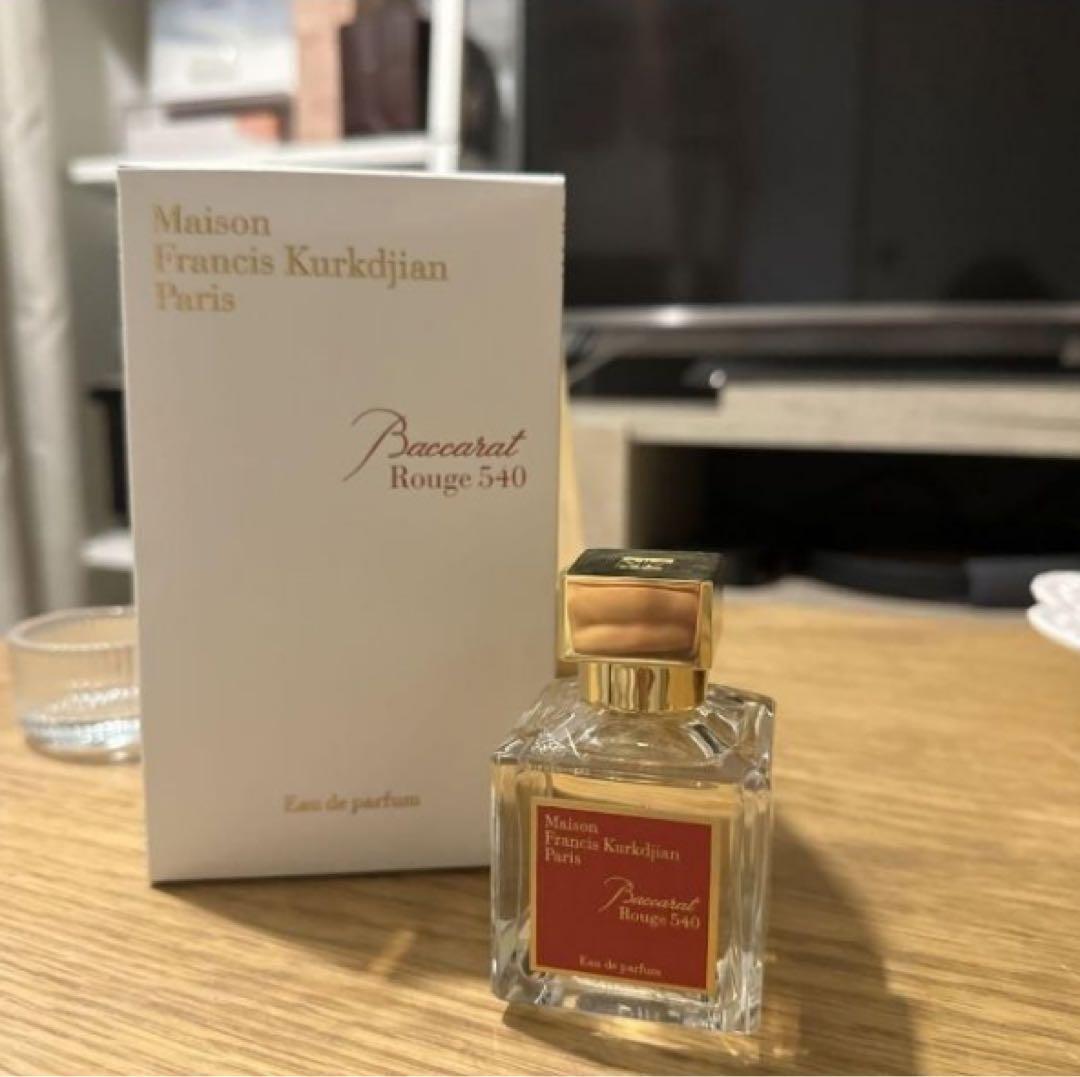 Maison
Francis Kurkdjian
Paris
Baccarat
Rouge 540
Eau de parfum
Maison
Francis Kurkdjian
Paris
Baccarat
Rouge 540
Eau de parfum